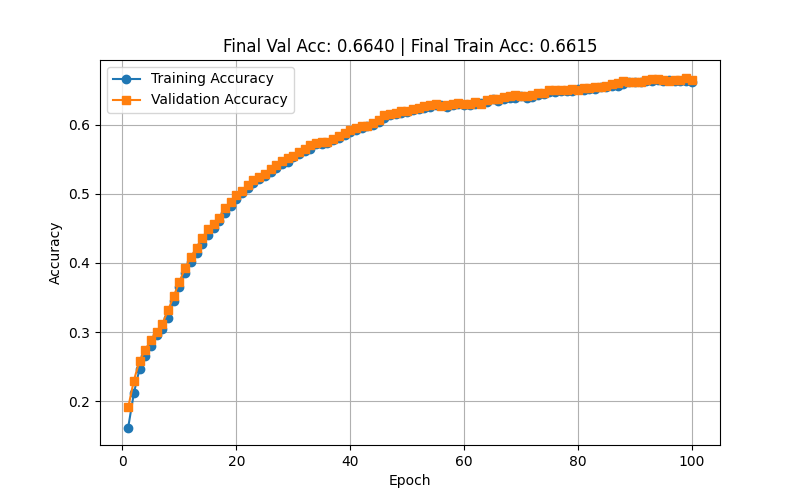 Final Val Acc: 0.6640 | Final Train Acc: 0.6615
Training Accuracy
Validation Accuracy
Accuracy
0.6
0.5
0.4
0.3
0.2
0
20
40
60
80
100
Epoch